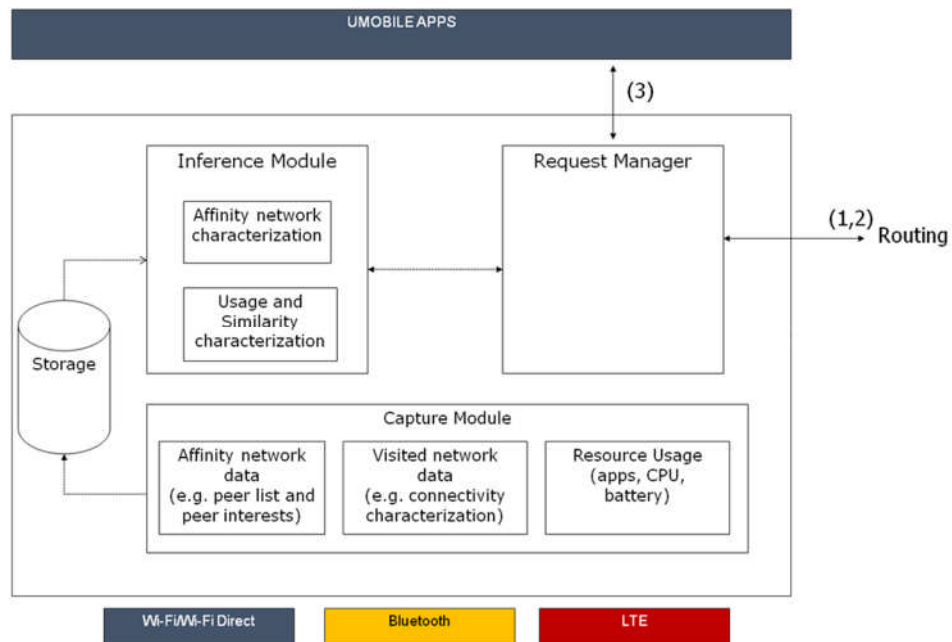 UMOBILE APPS
(3)
Inference Module
Request Manager
Affinity network
characterization
(1,2)
Routing
Usage and
Similarity
characterization
Storage
Capture Module
Affinity network
data
(e.g. peer list and
peer interests)
Visited network
data
(e.g. connectivity
characterization)
Resource Usage
(apps, CPU,
battery)
Wi-Fi/Wi-Fi Direct
Bluetooth
LTE